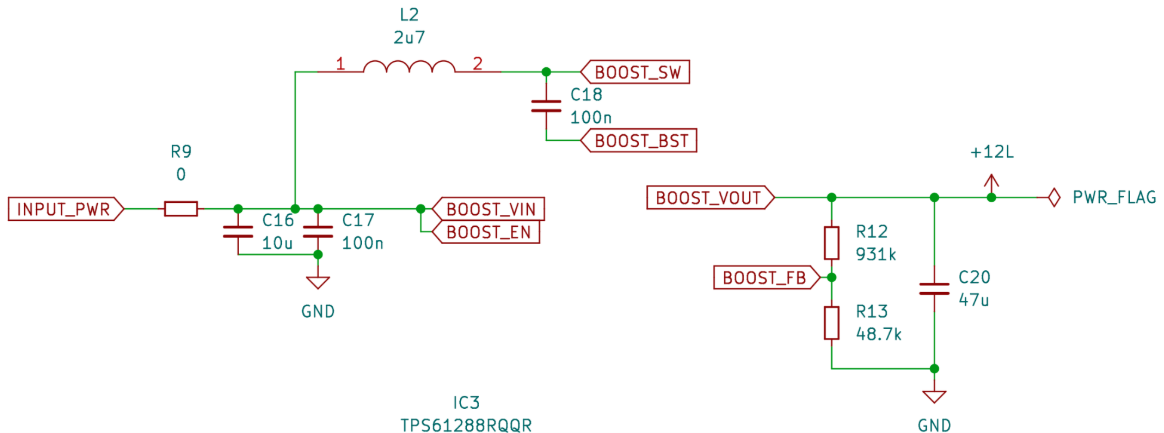 L2
2u7
1
2
BOOST_SW
C18
100n
BOOST_BST
R9
0
INPUT_PWR
C16
10u
C17
100n
BOOST_VIN
BOOST_EN
GND
+12L
BOOST_VOUT
PWR_FLAG
R12
931k
BOOST_FB
R13
48.7k
C20
47u
GND
IC3
TPS61288RQQR